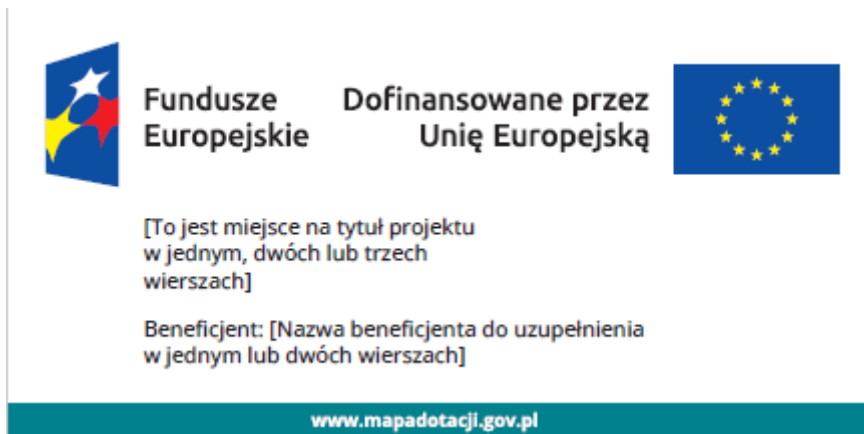 Fundusze
Europejskie
Dofinansowane przez
Unię Europejską
[To jest miejsce na tytuł projektu
w jednym, dwóch lub trzech
wierszach]
Beneficjent: [Nazwa beneficjenta do uzupełnienia
w jednym lub dwóch wierszach]
www.mapadotacji.gov.pl